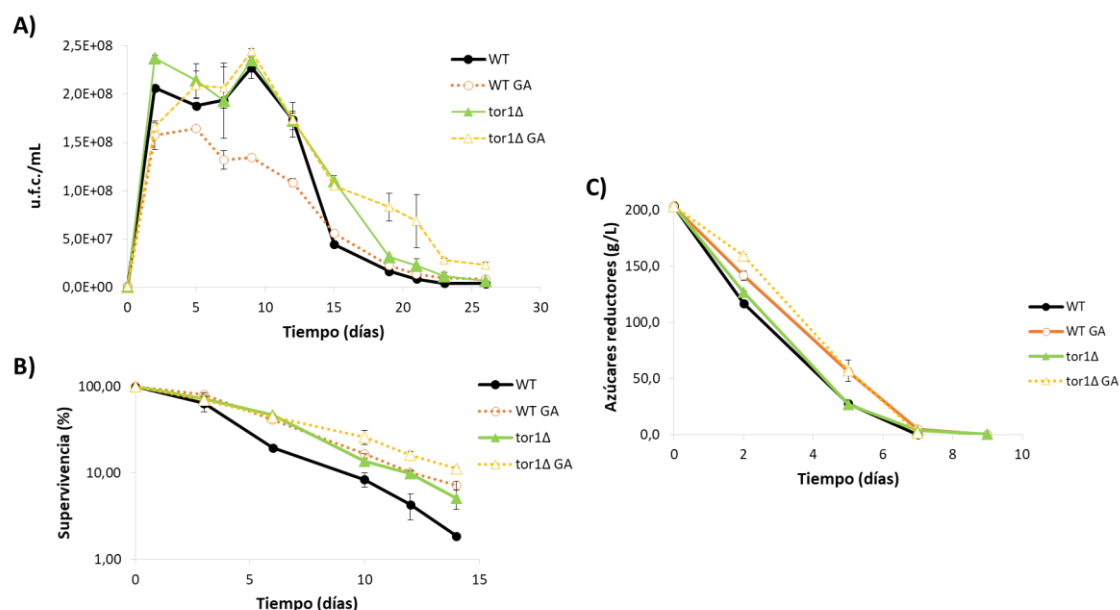 A)
2,5E+08
2,0E+08
1,5E+08
1,0E+08
5,0E+07
0,0E+00
u.f.c./mL
0 5 10 15 20 25 30
Tiempo (días)
WT
WT GA
tor1Δ
tor1Δ GA
B)
100,00
10,00
1,00
Supervivencia (%)
0 5 10 15
Tiempo (días)
WT
WT GA
tor1Δ
tor1Δ GA
C)
200,0
150,0
100,0
50,0
0,0
Azúcares reductores (g/L)
0 2 4 6 8 10
Tiempo (días)
WT
WT GA
tor1Δ
tor1Δ GA